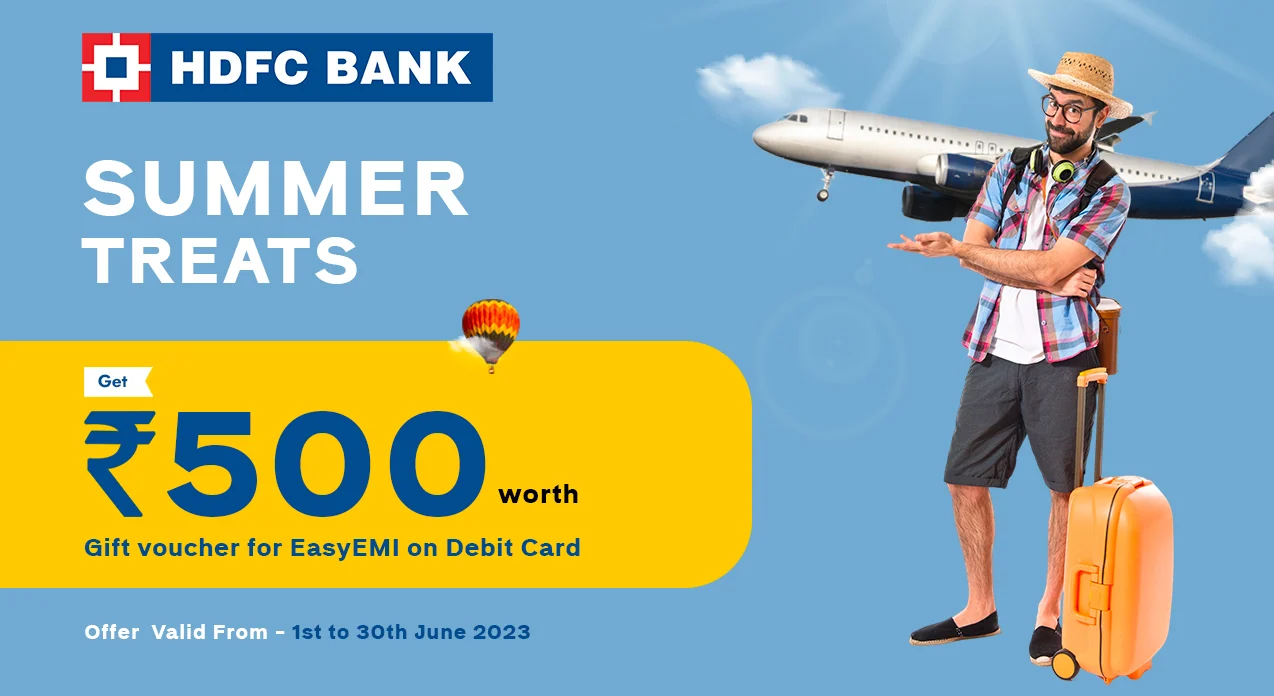 HDFC BANK
SUMMER
TREATS
Get
₹500 worth
Gift voucher for EasyEMI on Debit Card
Offer Valid From - 1st to 30th June 2023